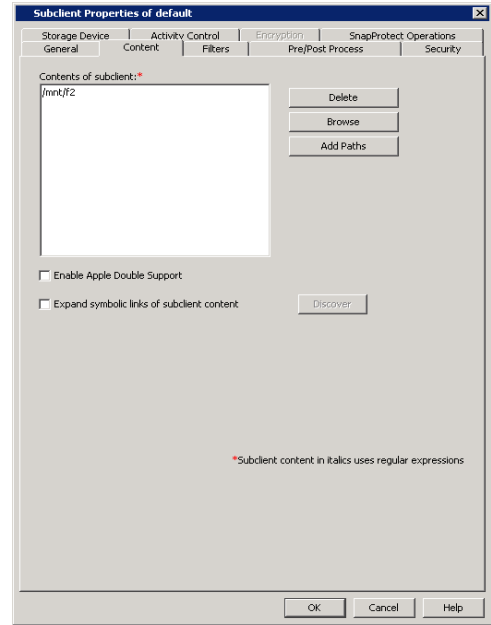 Subclient Properties of default
Storage Device Activity Control Encryption SnapProtect Operations
General Content Filters Pre/Post Process Security
Contents of subclient:*
/mnt/f2
Delete
Browse
Add Paths
Enable Apple Double Support
Expand symbolic links of subclient content Discover
*Subclient content in italics uses regular expressions
OK Cancel Help